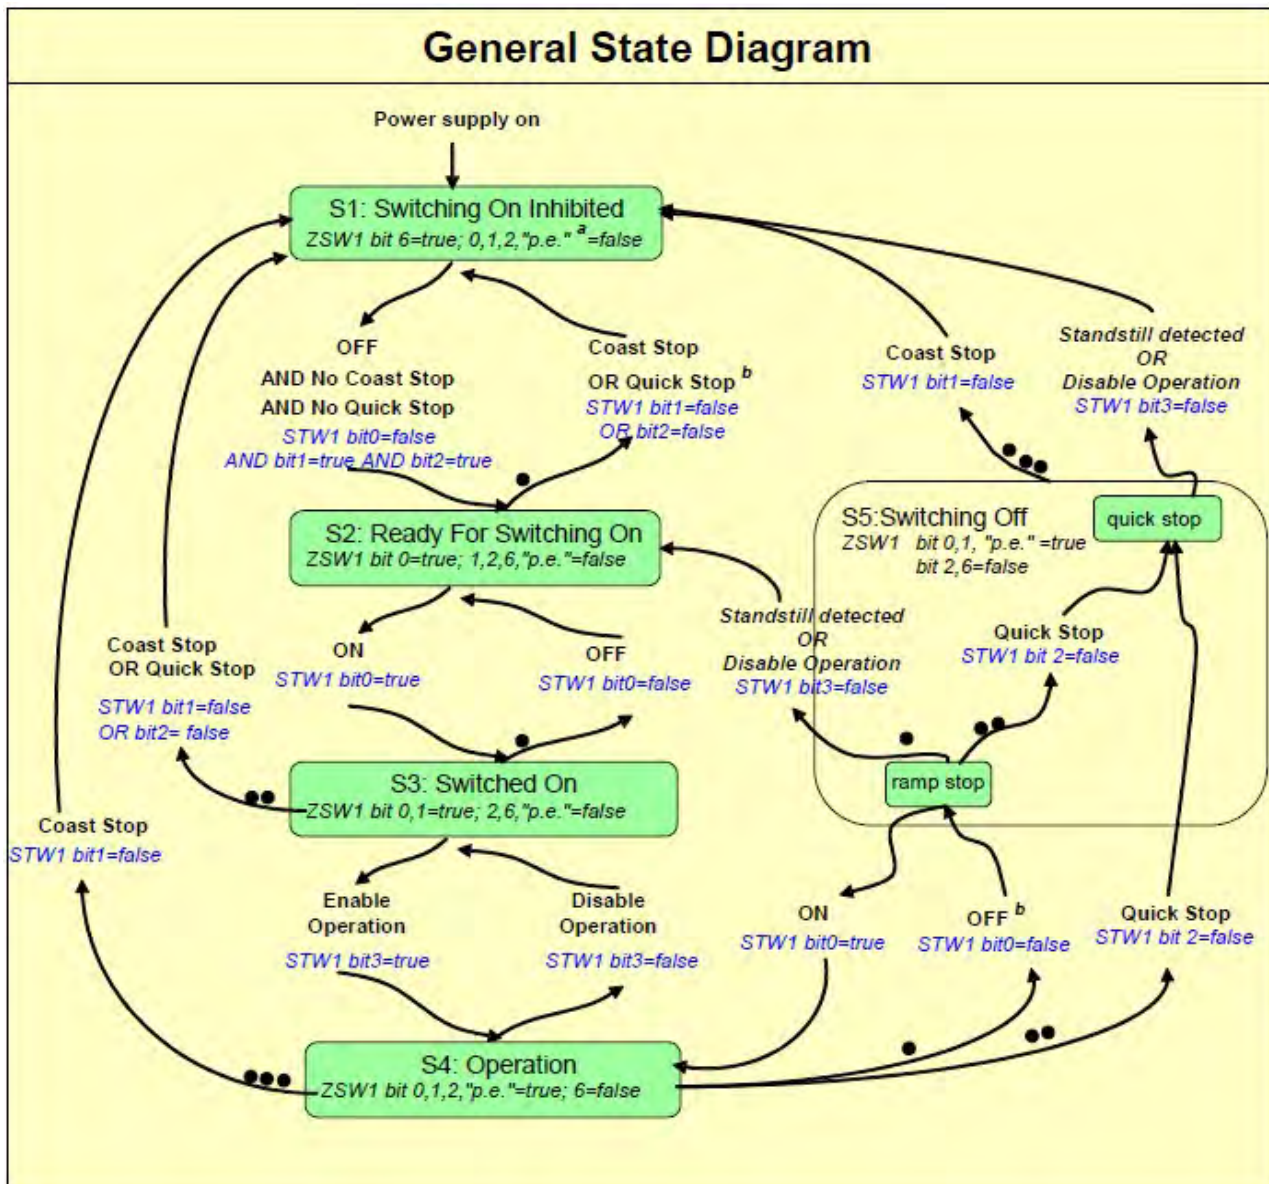 General State Diagram
Power supply on
S1: Switching On Inhibited
ZSW1 bit 6=true; 0,1,2,"p.e." a =false
OFF
AND No Coast Stop
AND No Quick Stop
STW1 bit0=false
AND bit1=true AND bit2=true
Coast Stop
OR Quick Stop b
STW1 bit1=false
OR bit2=false
Coast Stop
STW1 bit1=false
Standstill detected
OR
Disable Operation
STW1 bit3=false
S2: Ready For Switching On
ZSW1 bit 0=true; 1,2,6,"p.e."=false
S5:Switching Off
ZSW1 bit 0,1, "p.e." =true
bit 2,6=false
quick stop
Coast Stop
OR Quick Stop
STW1 bit1=false
OR bit2= false
ON
STW1 bit0=true
OFF
STW1 bit0=false
Standstill detected
OR
Disable Operation
STW1 bit3=false
Quick Stop
STW1 bit 2=false
ramp stop
S3: Switched On
ZSW1 bit 0,1=true; 2,6,"p.e."=false
Coast Stop
STW1 bit1=false
Enable
Operation
STW1 bit3=true
Disable
Operation
STW1 bit3=false
ON
STW1 bit0=true
OFF b
STW1 bit0=false
Quick Stop
STW1 bit 2=false
S4: Operation
ZSW1 bit 0,1,2,"p.e."=true; 6=false